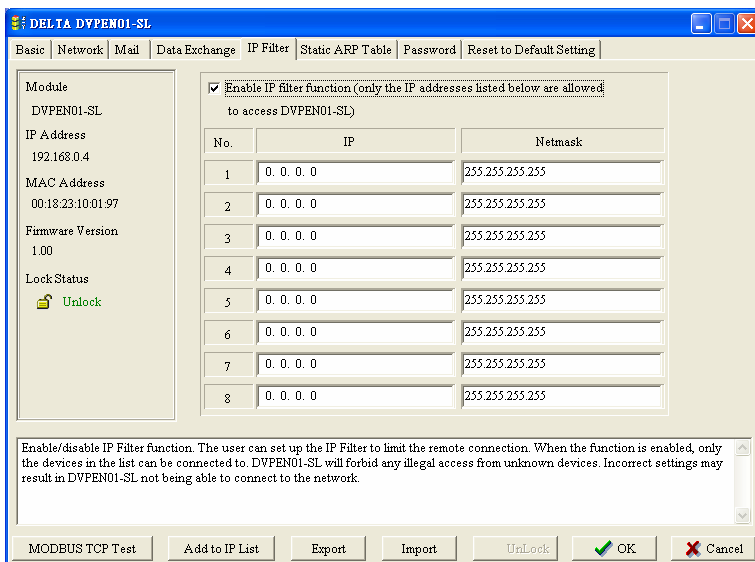 DELTA DVPEN01-SL
Basic Network Mail Data Exchange IP Filter Static ARP Table Password Reset to Default Setting
Module
DVPEN01-SL
IP Address
192.168.0.4
MAC Address
00:18:23:10:01:97
Firmware Version
1.00
Lock Status
Unlock
Enable IP filter function (only the IP addresses listed below are allowed
to access DVPEN01-SL)
No. IP Netmask
1 0. 0. 0. 0 255.255.255.255
2 0. 0. 0. 0 255.255.255.255
3 0. 0. 0. 0 255.255.255.255
4 0. 0. 0. 0 255.255.255.255
5 0. 0. 0. 0 255.255.255.255
6 0. 0. 0. 0 255.255.255.255
7 0. 0. 0. 0 255.255.255.255
8 0. 0. 0. 0 255.255.255.255
Enable/disable IP Filter function. The user can set up the IP Filter to limit the remote connection. When the function is enabled, only
the devices in the list can be connected to. DVPEN01-SL will forbid any illegal access from unknown devices. Incorrect settings may
result in DVPEN01-SL not being able to connect to the network.
MODBUS TCP Test Add to IP List Export Import UnLock OK Cancel